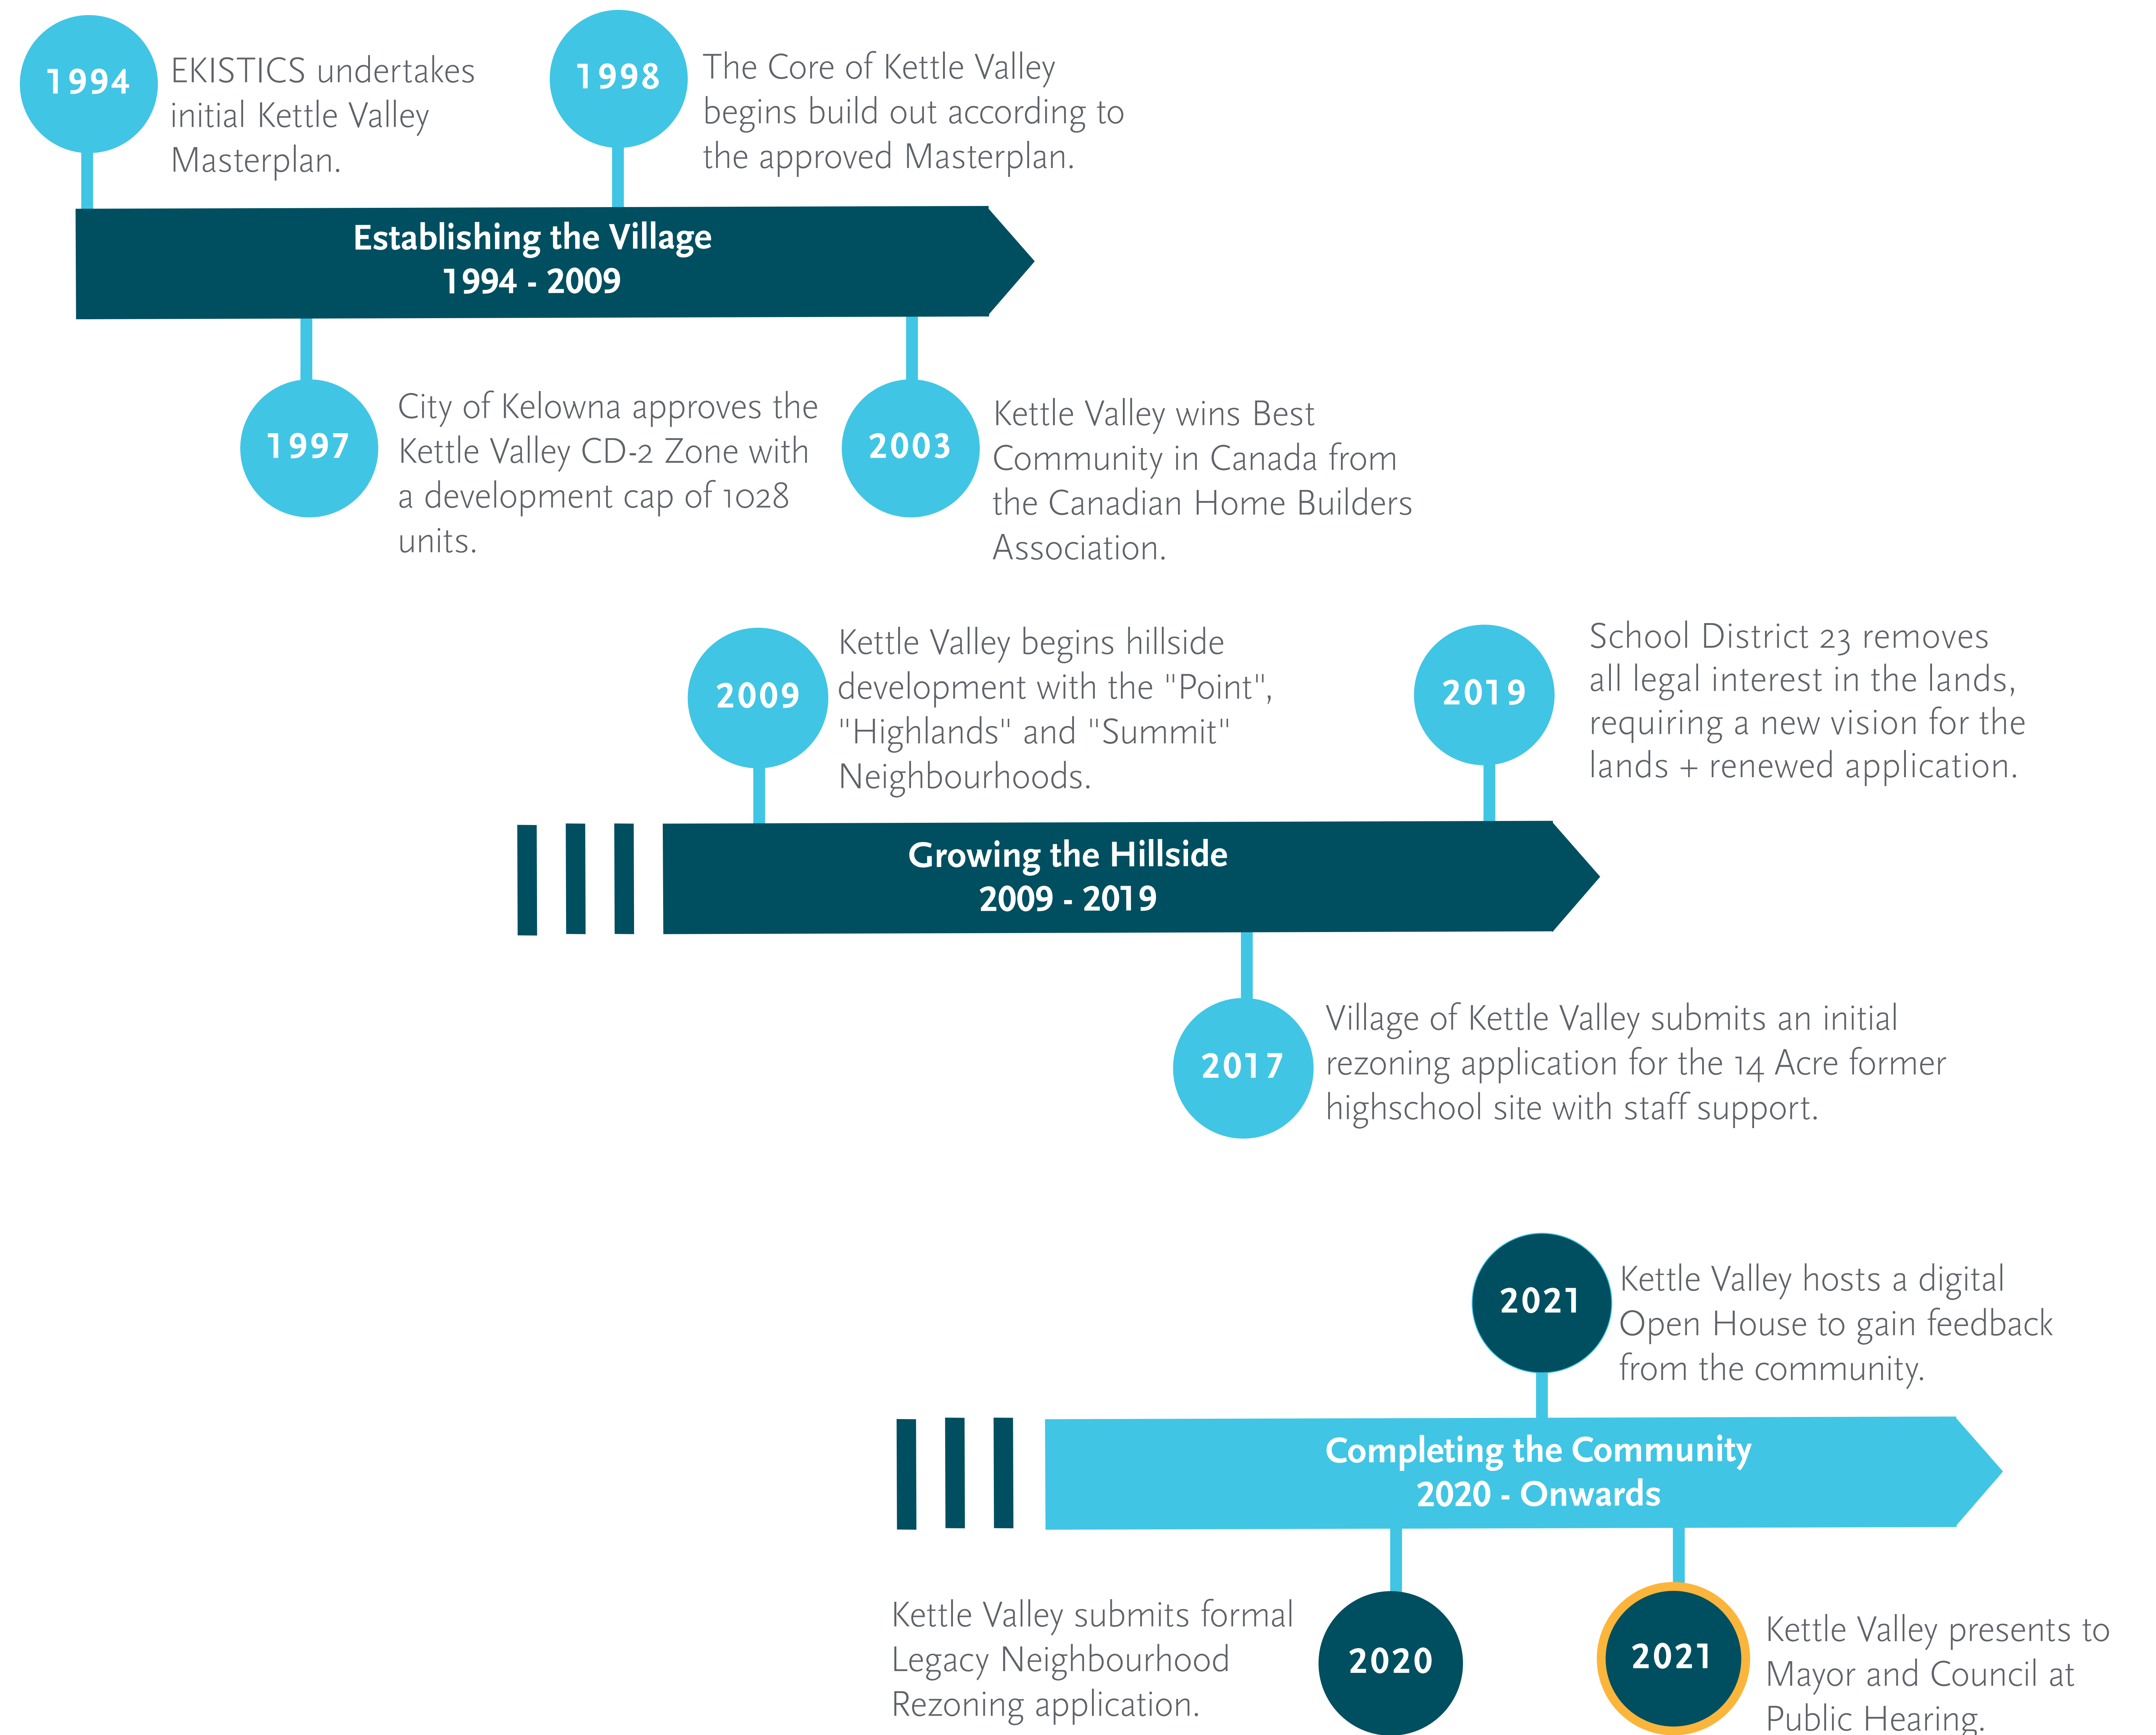 1994
EKISTICS undertakes
initial Kettle Valley
Masterplan.
1998
The Core of Kettle Valley
begins build out according to
the approved Masterplan.
Establishing the Village
1994 - 2009
1997
City of Kelowna approves the
Kettle Valley CD-2 Zone with
a development cap of 1028
units.
2003
Kettle Valley wins Best
Community in Canada from
the Canadian Home Builders
Association.
2009
Kettle Valley begins hillside
development with the "Point",
"Highlands" and "Summit"
Neighbourhoods.
2019
School District 23 removes
all legal interest in the lands,
requiring a new vision for the
lands + renewed application.
Growing the Hillside
2009 - 2019
2017
Village of Kettle Valley submits an initial
rezoning application for the 14 Acre former
highschool site with staff support.
2021
Kettle Valley hosts a digital
Open House to gain feedback
from the community.
Completing the Community
2020 - Onwards
Kettle Valley submits formal
Legacy Neighbourhood
Rezoning application.
2020
2021
Kettle Valley presents to
Mayor and Council at
Public Hearing.